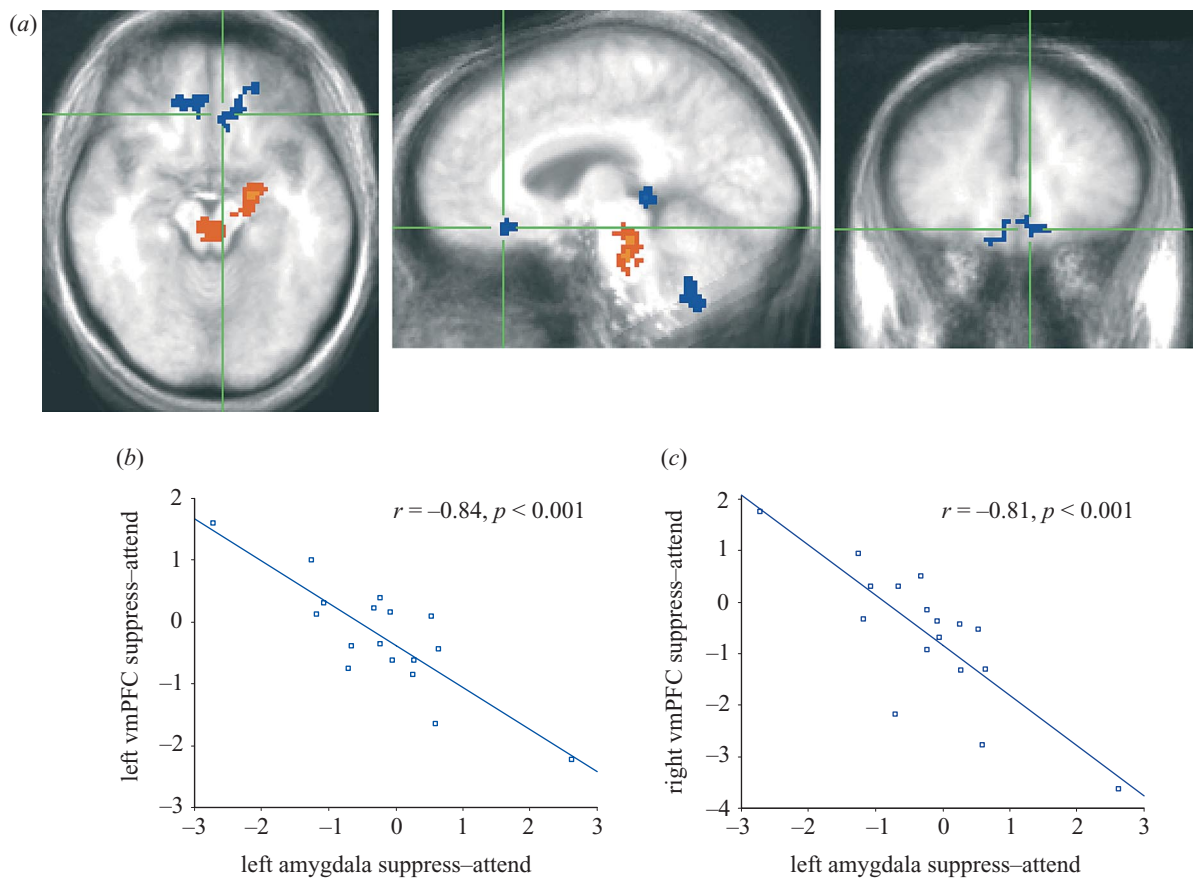 (a)
(b)
r = –0.84, p < 0.001
left vmPFC suppress–attend
2
1
0
–1
–2
–3
–3 –2 –1 0 1 2 3
left amygdala suppress–attend
(c)
r = –0.81, p < 0.001
right vmPFC suppress–attend
2
1
0
–1
–2
–3
–4
–3 –2 –1 0 1 2 3
left amygdala suppress–attend